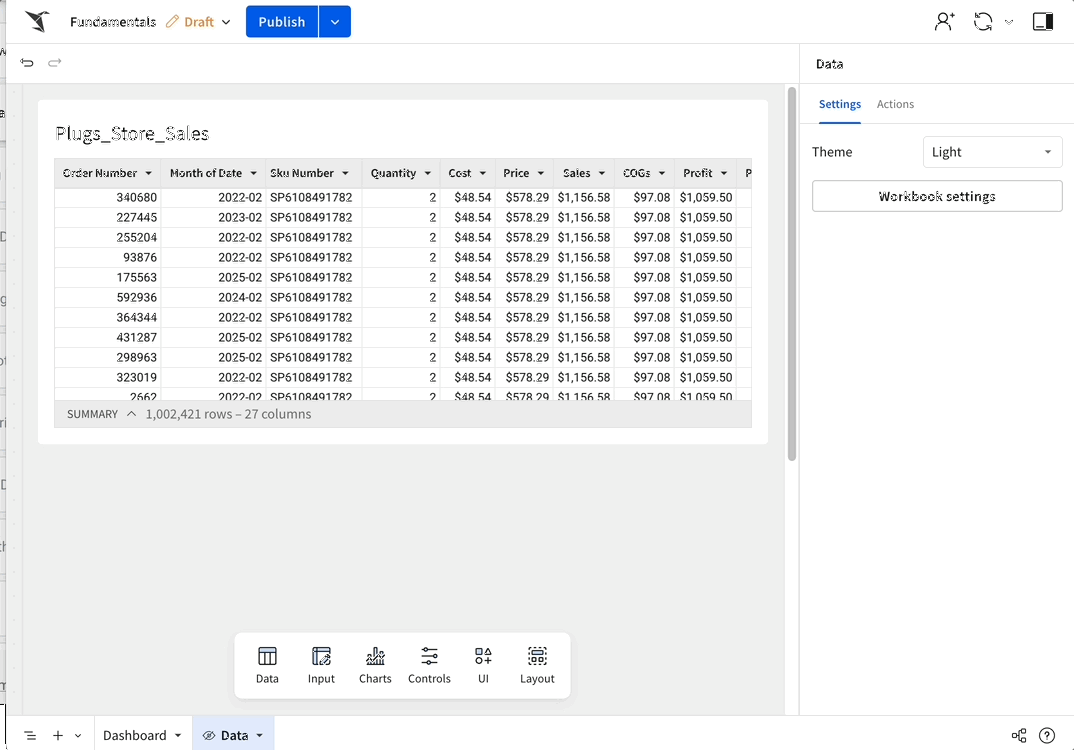 Fundamentals Draft Publish
Data
Settings Actions
Theme Light
Workbook settings
Plugs_Store_Sales
Order Number Month of Date Sku Number Quantity Cost Price Sales COGs Profit P
340680 2022-02 SP6108491782 2 $48.54 $578.29 $1,156.58 $97.08 $1,059.50
227445 2023-02 SP6108491782 2 $48.54 $578.29 $1,156.58 $97.08 $1,059.50
255204 2022-02 SP6108491782 2 $48.54 $578.29 $1,156.58 $97.08 $1,059.50
93876 2022-02 SP6108491782 2 $48.54 $578.29 $1,156.58 $97.08 $1,059.50
175563 2025-02 SP6108491782 2 $48.54 $578.29 $1,156.58 $97.08 $1,059.50
592936 2024-02 SP6108491782 2 $48.54 $578.29 $1,156.58 $97.08 $1,059.50
364344 2022-02 SP6108491782 2 $48.54 $578.29 $1,156.58 $97.08 $1,059.50
431287 2025-02 SP6108491782 2 $48.54 $578.29 $1,156.58 $97.08 $1,059.50
298963 2025-02 SP6108491782 2 $48.54 $578.29 $1,156.58 $97.08 $1,059.50
323019 2022-02 SP6108491782 2 $48.54 $578.29 $1,156.58 $97.08 $1,059.50
2662 2022-02 SP6108491782 2 $48.54 $578.29 $1,156.58 $97.08 $1,059.50
SUMMARY 1,002,421 rows – 27 columns
Data Input Charts Controls UI Layout
Dashboard Data